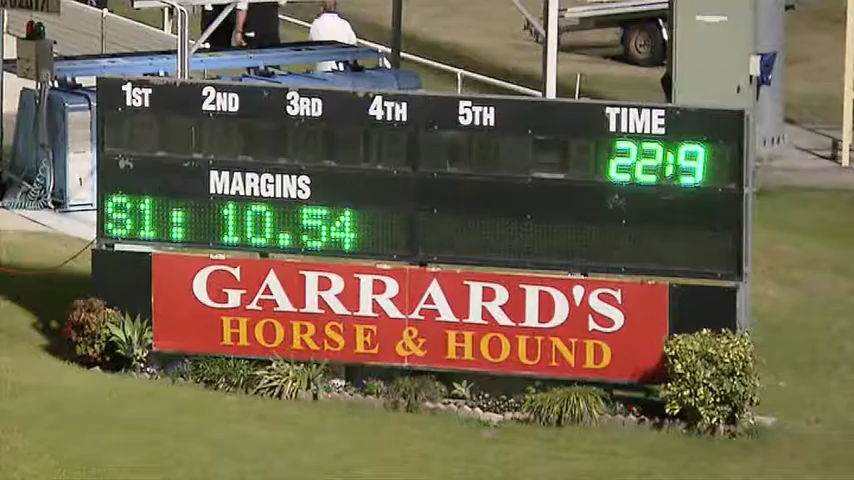 1ST 2ND 3RD 4TH 5TH TIME
22:9
MARGINS
S1: 10.54
GARRARD'S
HORSE & HOUND